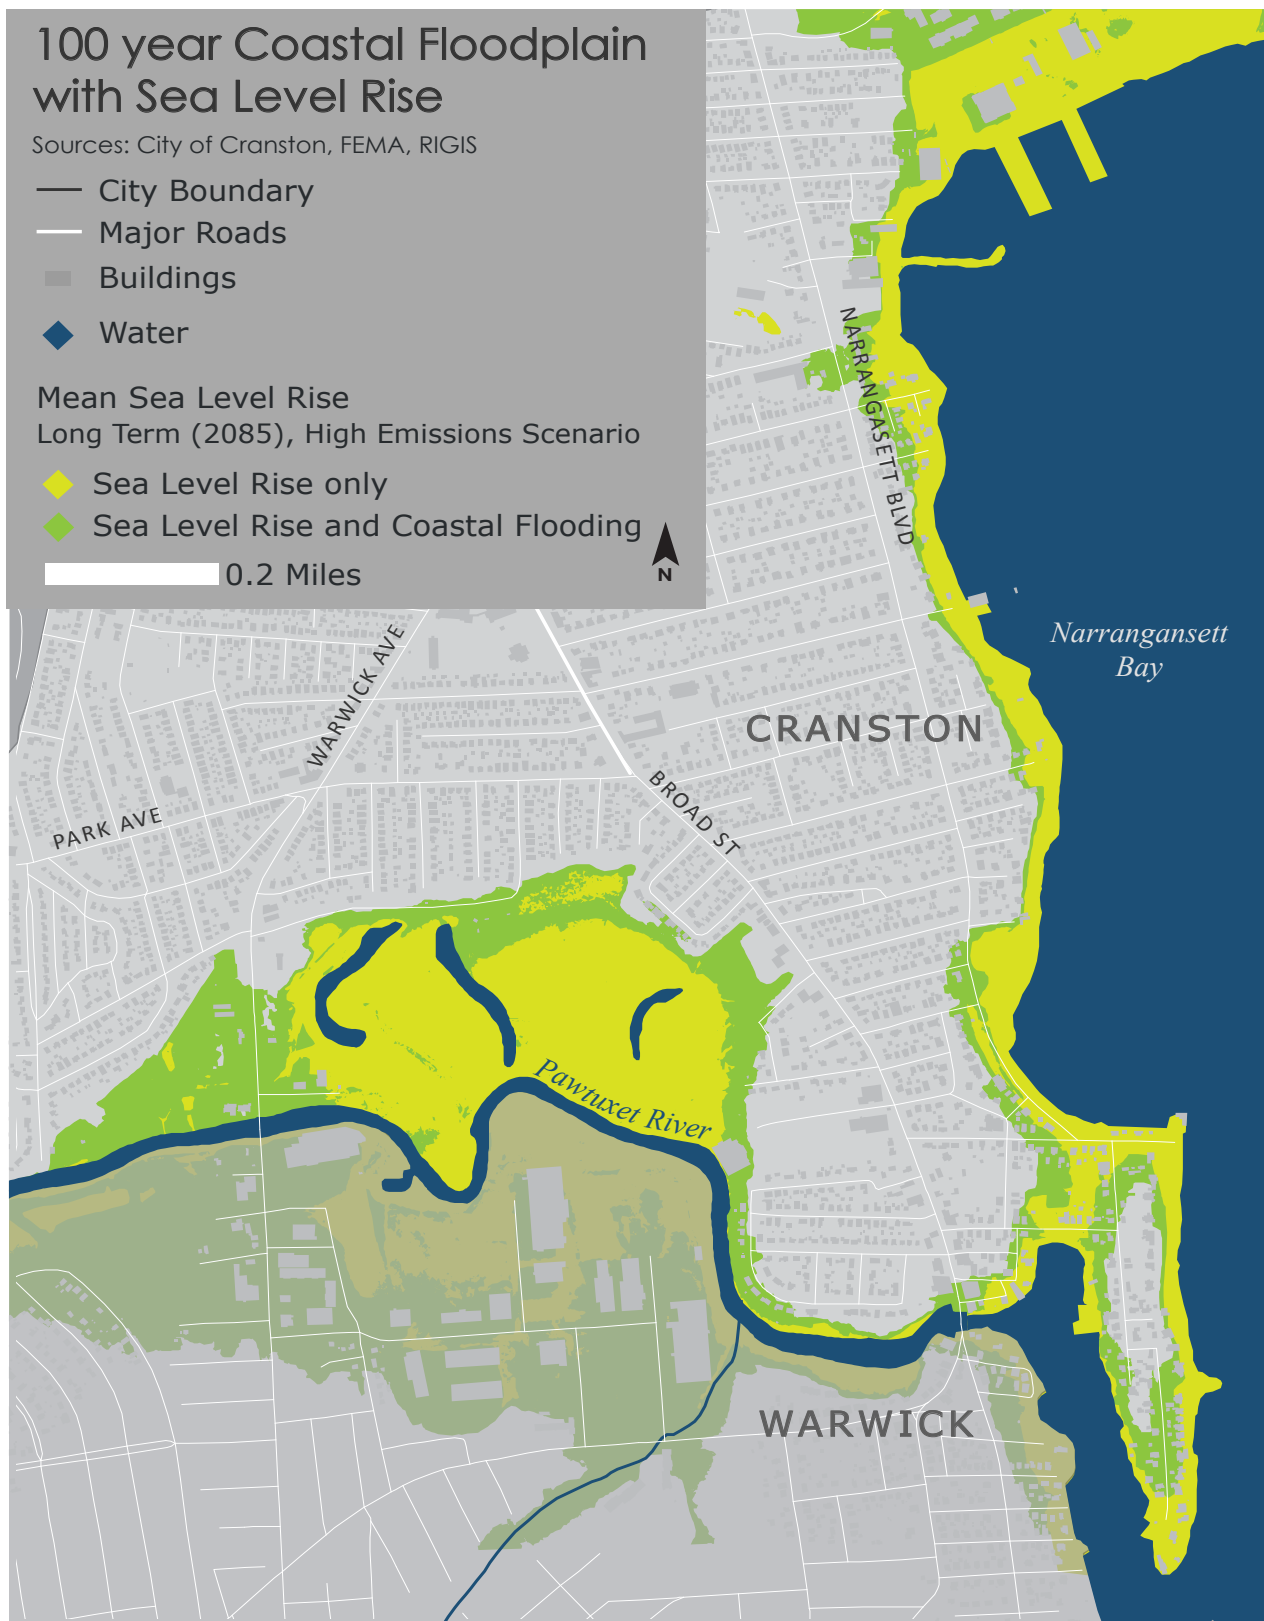 100 year Coastal Floodplain
with Sea Level Rise
Sources: City of Cranston, FEMA, RIGIS
City Boundary
Major Roads
Buildings
Water
Mean Sea Level Rise
Long Term (2085), High Emissions Scenario
Sea Level Rise only
Sea Level Rise and Coastal Flooding
0.2 Miles
N
NARRANGASETT BLVD
Narrangansett
Bay
WARWICK AVE
CRANSTON
BROAD ST
PARK AVE
Pawtuxet River
WARWICK